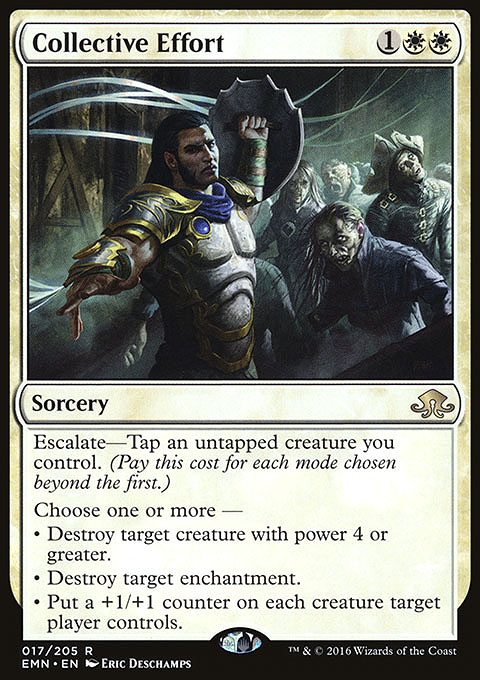 Collective Effort 1
Sorcery
Escalate—Tap an untapped creature you
control. (Pay this cost for each mode chosen
beyond the first.)
Choose one or more —
• Destroy target creature with power 4 or
greater.
• Destroy target enchantment.
• Put a +1/+1 counter on each creature target
player controls.
017/205 R
EMN • EN Eric Deschamps
™ & © 2016 Wizards of the Coast